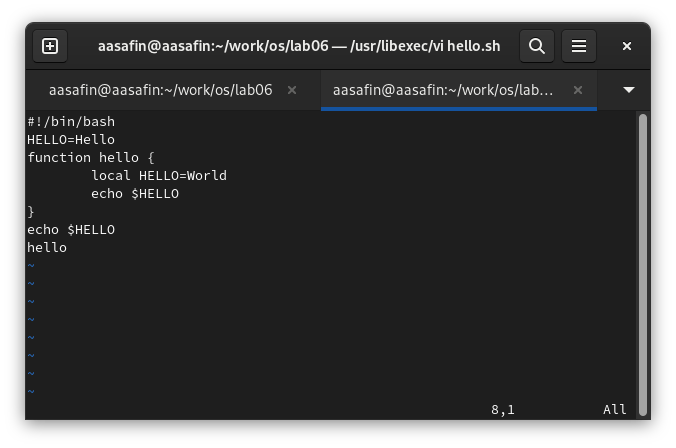 aasafin@aasafin:~/work/os/lab06 — /usr/libexec/vi hello.sh
aasafin@aasafin:~/work/os/lab06
aasafin@aasafin:~/work/os/lab…
#!/bin/bash
HELLO=Hello
function hello {
        local HELLO=World
        echo $HELLO
}
echo $HELLO
hello
~
~
~
~
~
~
~
~
8,1 All